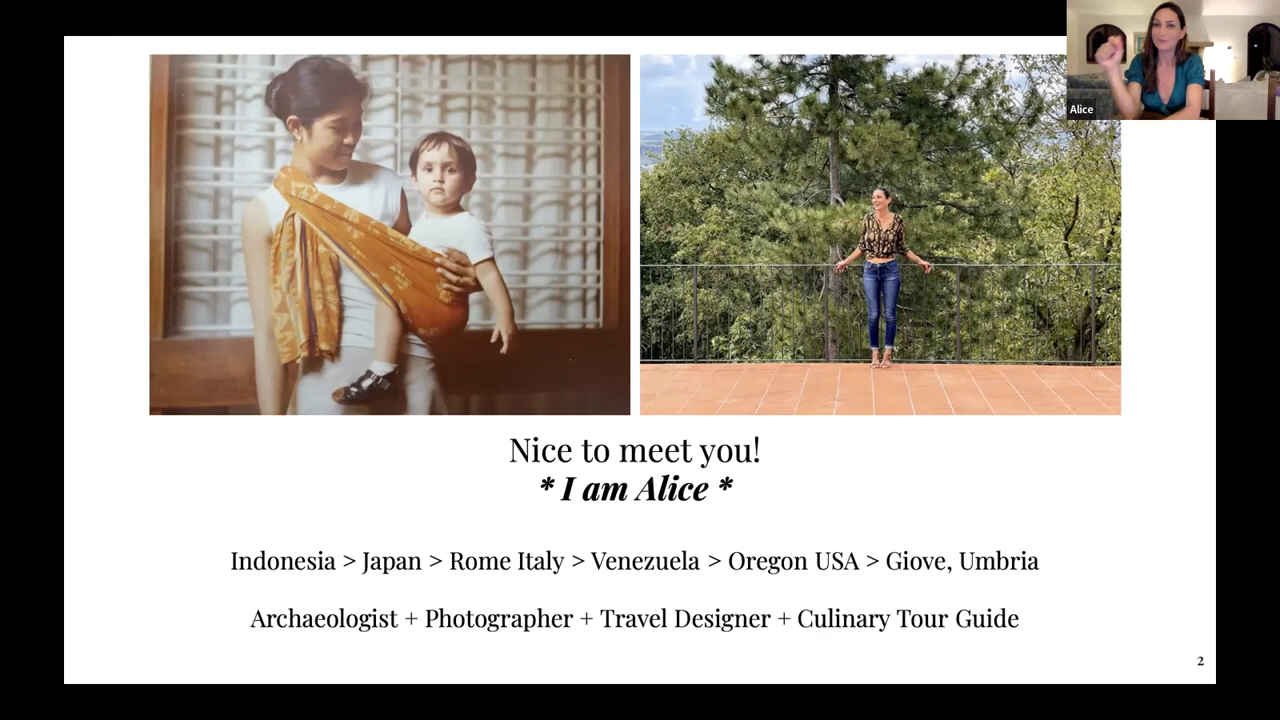 Alice
Nice to meet you!
* I am Alice *
Indonesia > Japan > Rome Italy > Venezuela > Oregon USA > Giove, Umbria
Archaeologist + Photographer + Travel Designer + Culinary Tour Guide
2